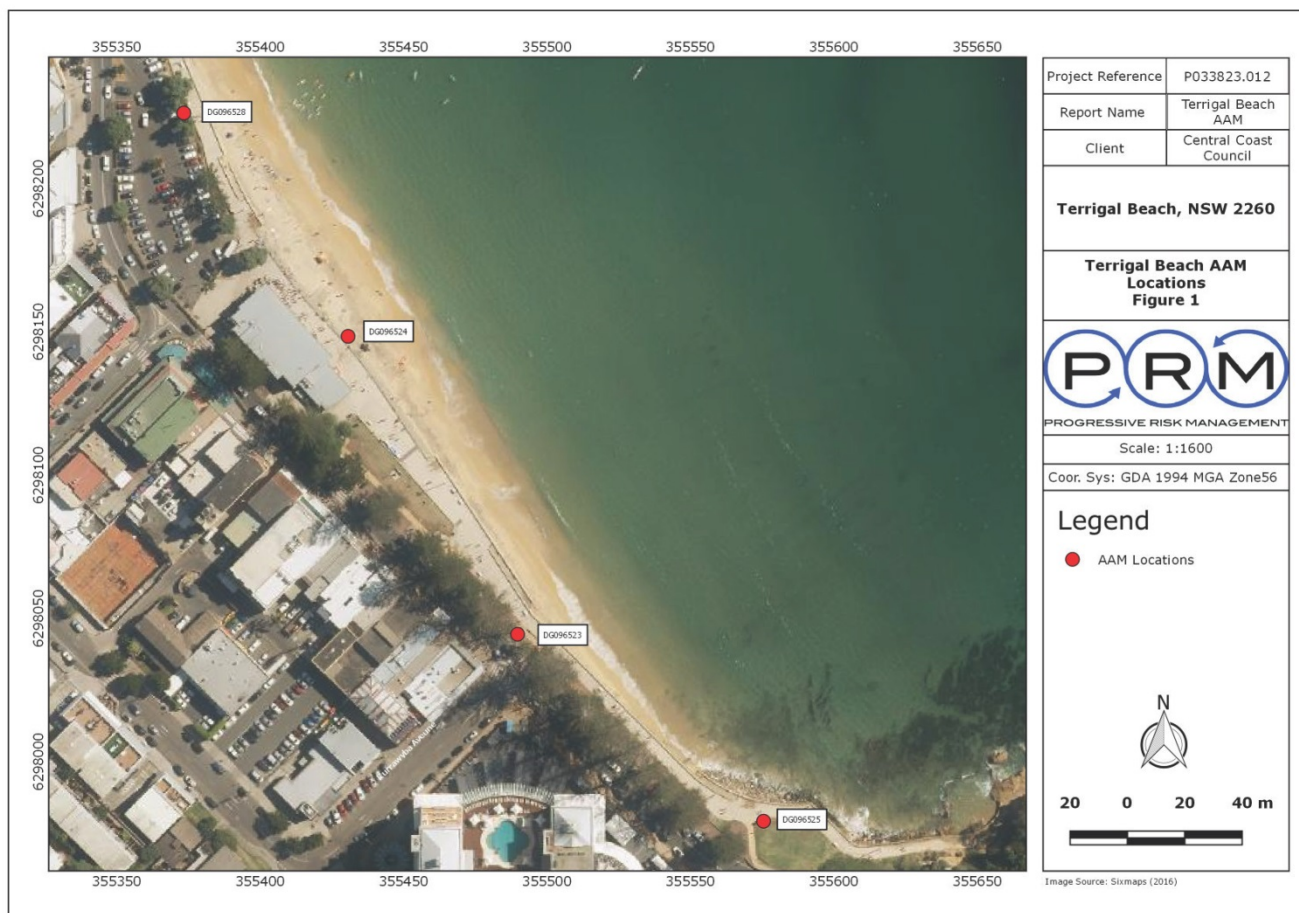 355350 355400 355450 355500 355550 355600 355650
6298200
6298150
6298100
6298050
6298000
DG096528
DG096524
DG096523
DG096525
355350 355400 355450 355500 355550 355600 355650
Project Reference P033823.012
Report Name Terrigal Beach
AAM
Client Central Coast
Council
Terrigal Beach, NSW 2260
Terrigal Beach AAM
Locations
Figure 1
PRM
PROGRESSIVE RISK MANAGEMENT
Scale: 1:1600
Coor. Sys: GDA 1994 MGA Zone56
Legend
AAM Locations
N
20 0 20 40 m
Image Source: Sixmaps (2016)